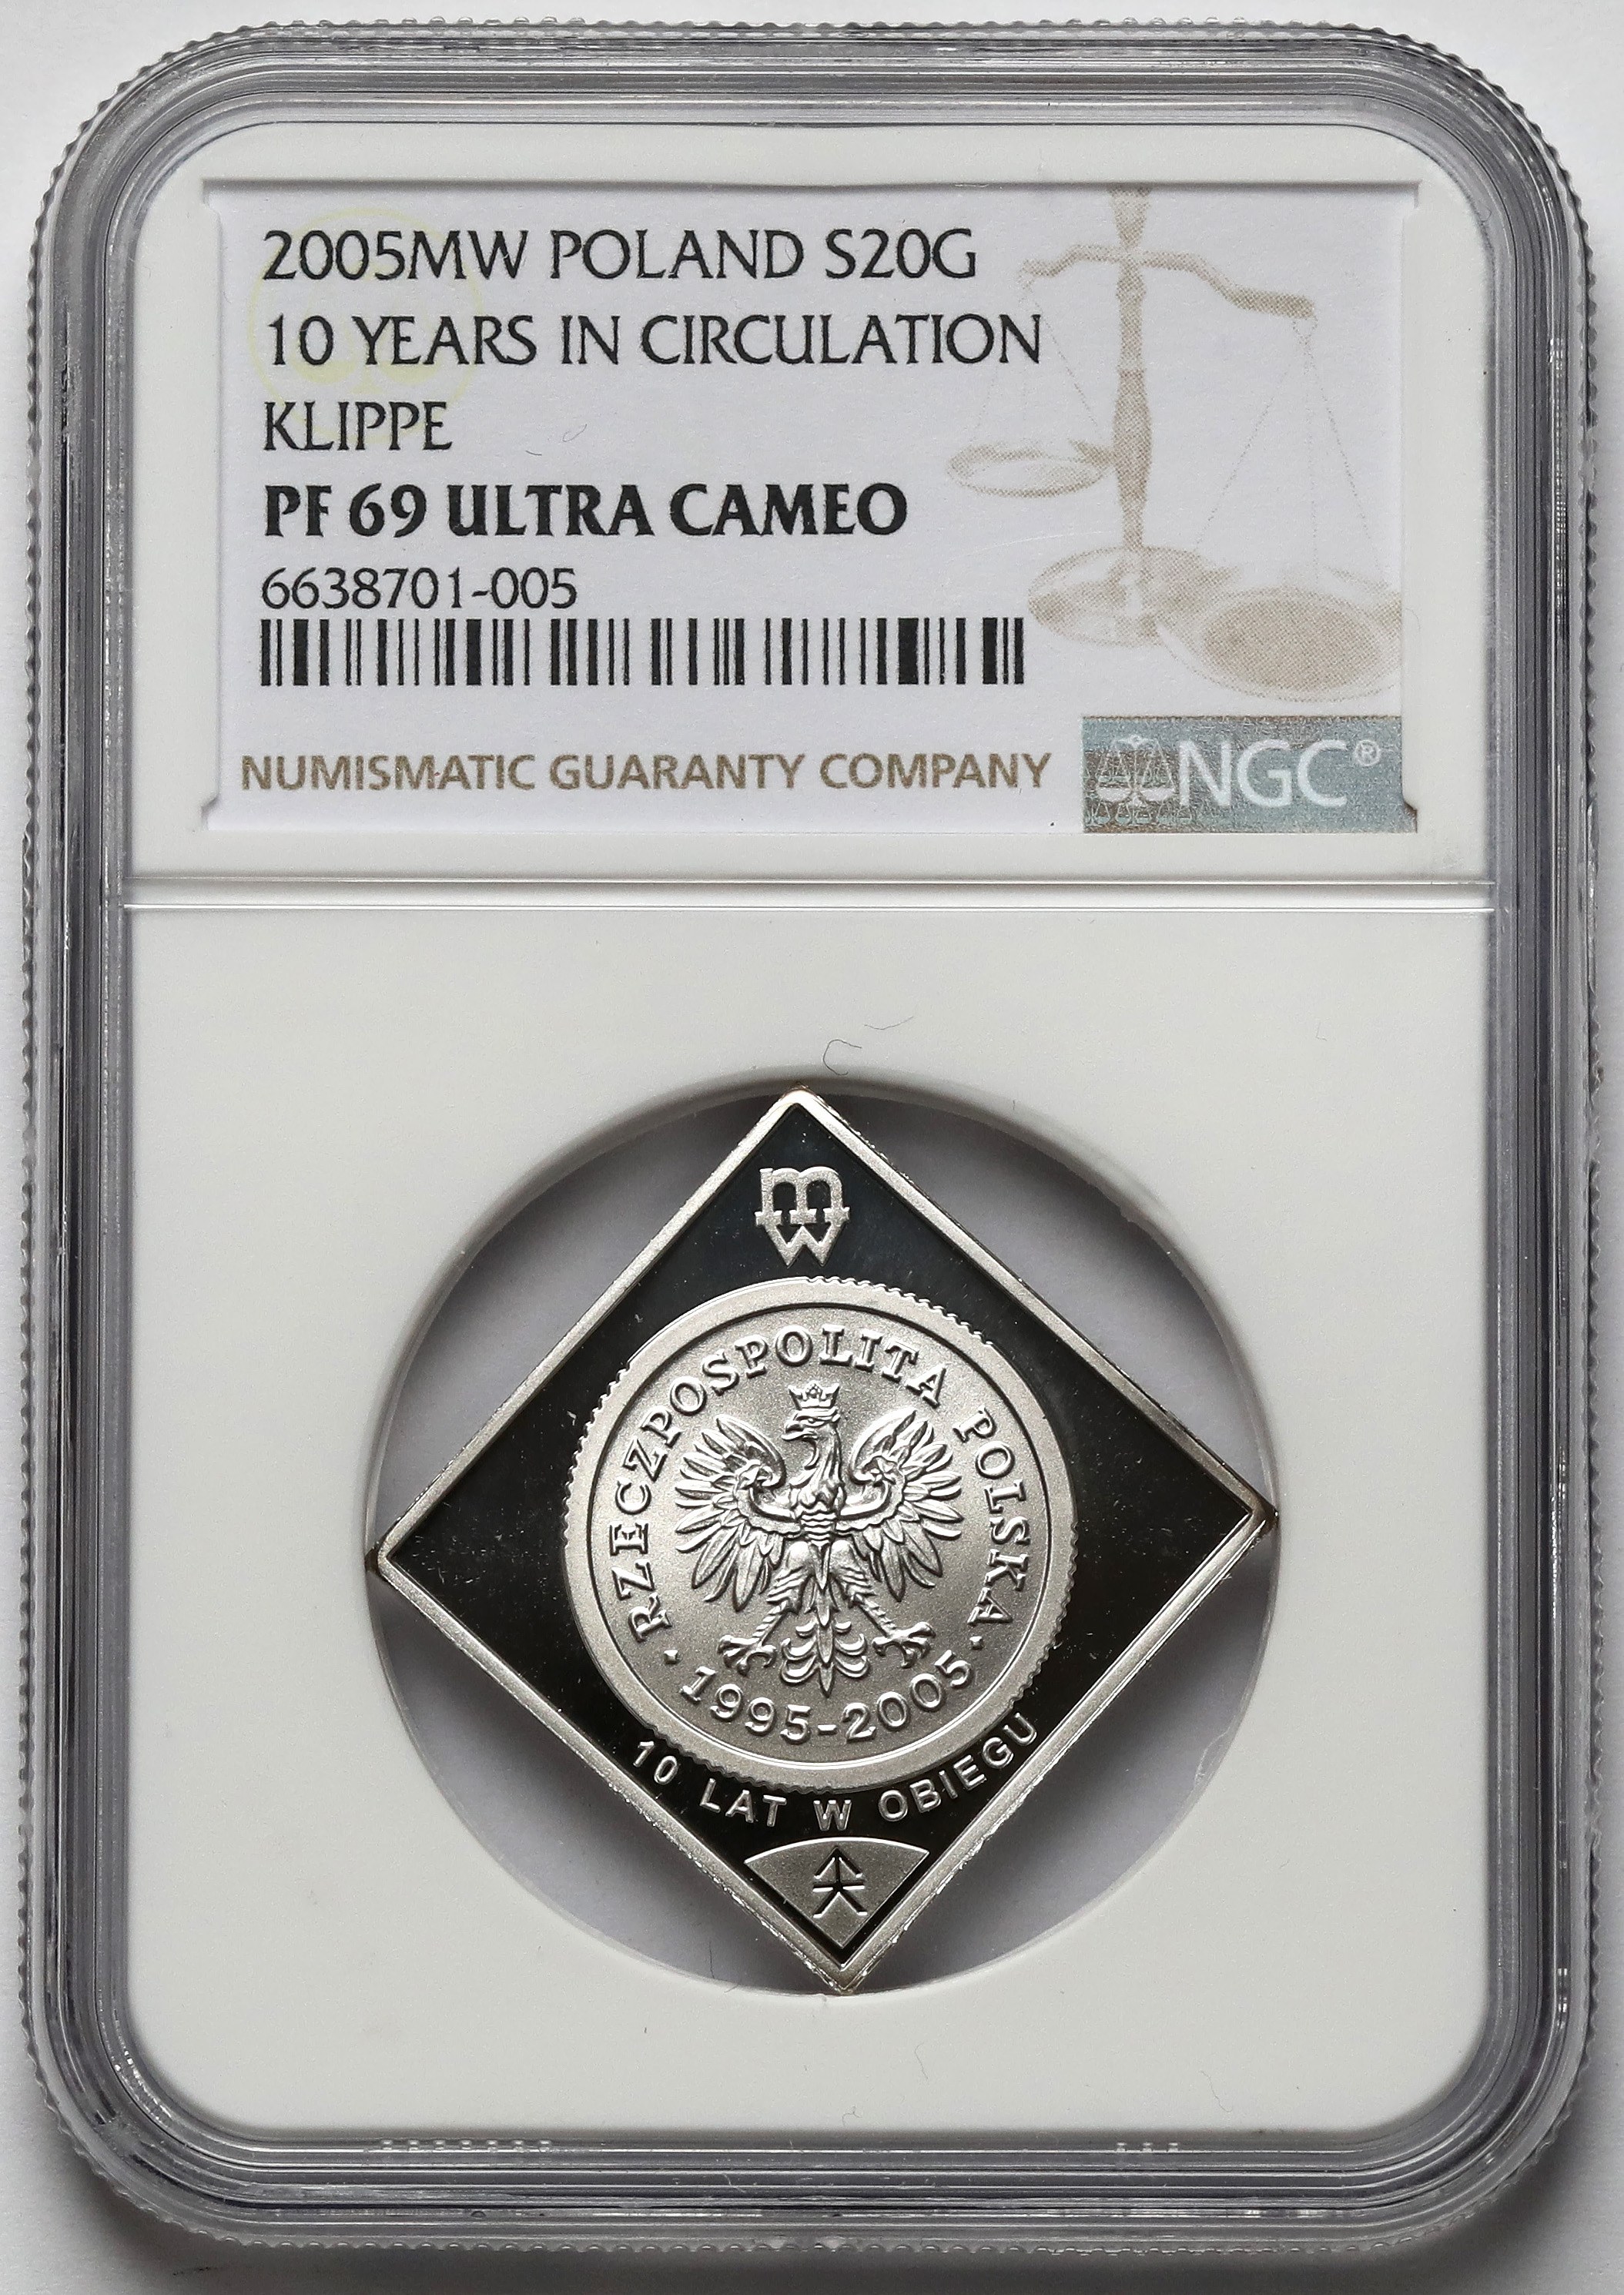 2005MW POLAND S20G
10 YEARS IN CIRCULATION
KLIPPE
PF 69 ULTRA CAMEO
6638701-005
NUMISMATIC GUARANTY COMPANY
NGC®
mw
RZECZPOSPOLITA POLSKA
· 1995-2005 ·
10 LAT W OBIEGU